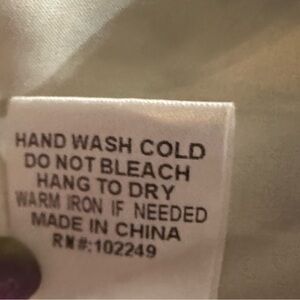 HAND WASH COLD
DO NOT BLEACH
HANG TO DRY
WARM IRON IF NEEDED
MADE IN CHINA
RN#:102249